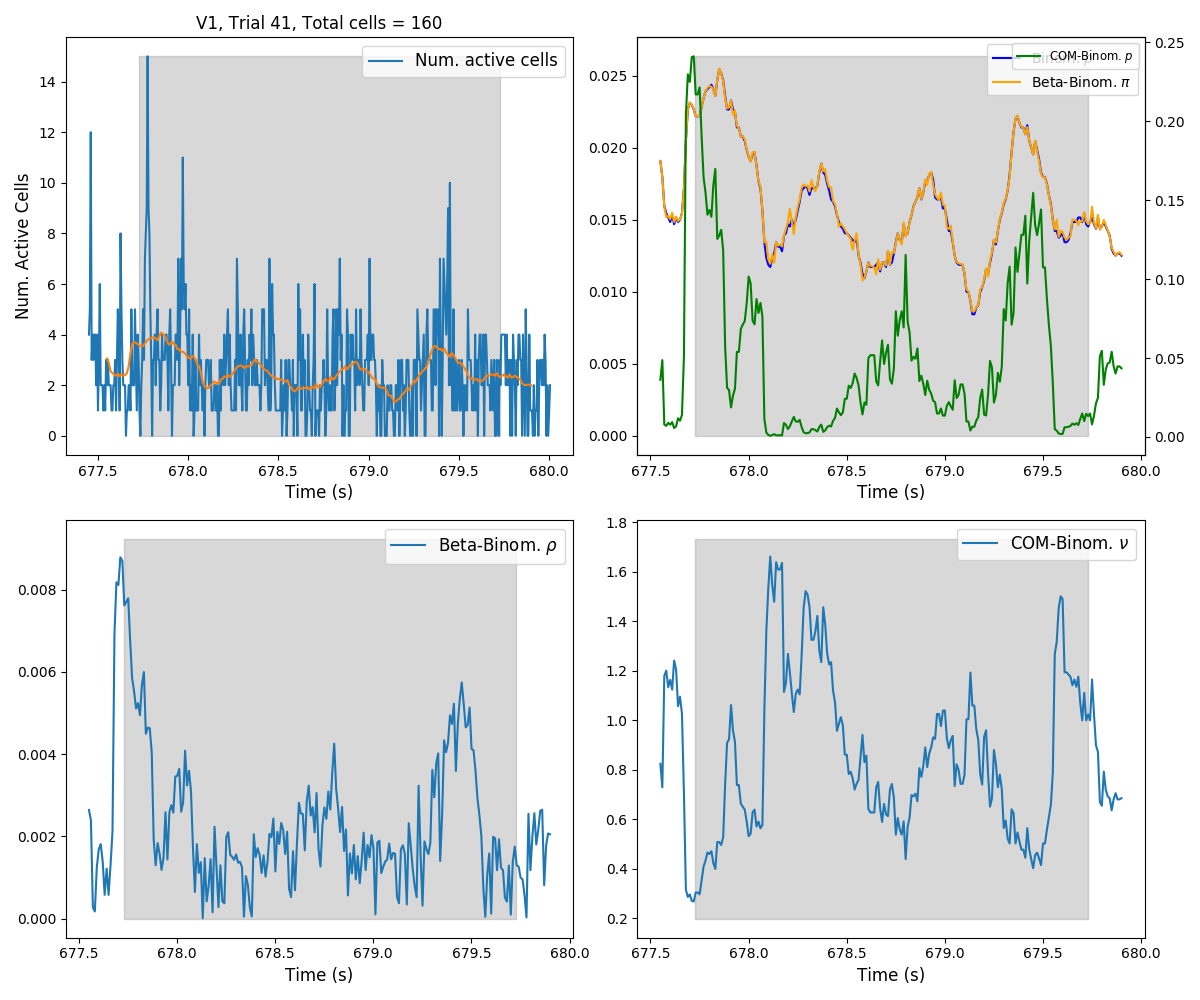 V1, Trial 41, Total cells = 160
Num. active cells
Num. Active Cells
14
12
10
8
6
4
2
0
677.5 678.0 678.5 679.0 679.5 680.0
Time (s)
COM-Binom. p
Beta-Binom. π
0.025
0.020
0.015
0.010
0.005
0.000
0.25
0.20
0.15
0.10
0.05
0.00
677.5 678.0 678.5 679.0 679.5 680.0
Time (s)
Beta-Binom. ρ
0.008
0.006
0.004
0.002
0.000
677.5 678.0 678.5 679.0 679.5 680.0
Time (s)
COM-Binom. ν
1.8
1.6
1.4
1.2
1.0
0.8
0.6
0.4
0.2
677.5 678.0 678.5 679.0 679.5 680.0
Time (s)